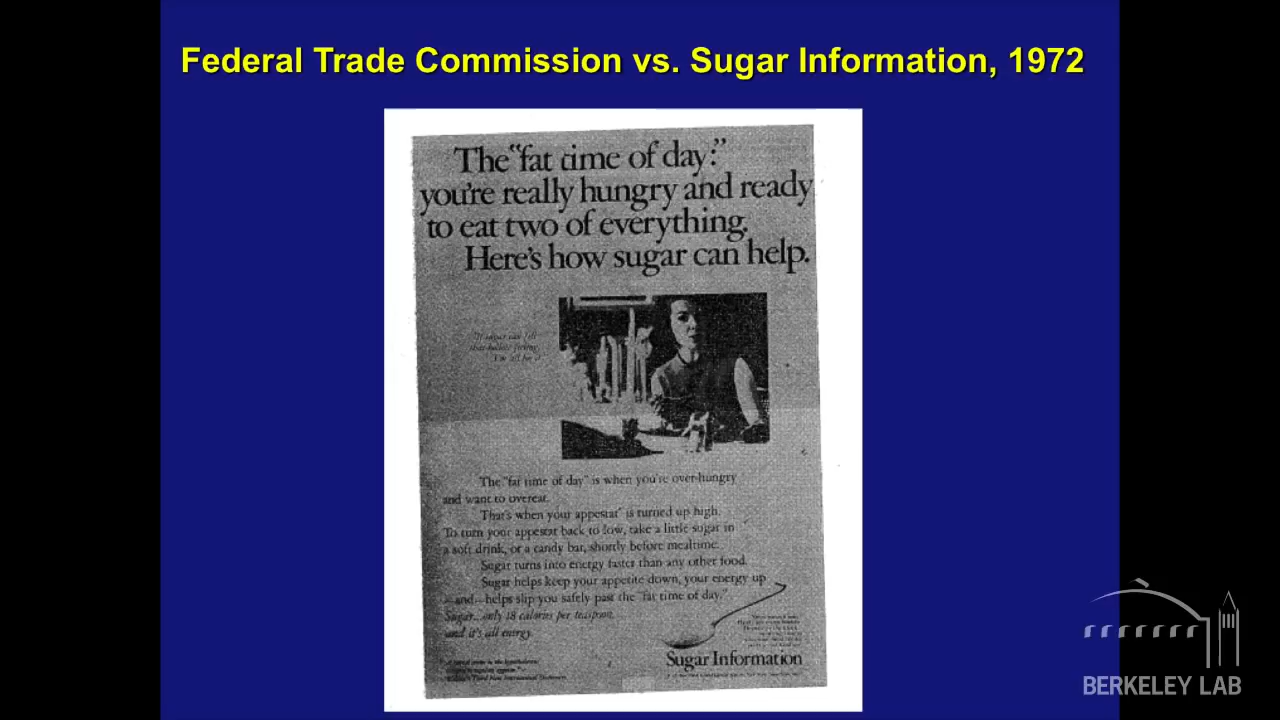 Federal Trade Commission vs. Sugar Information, 1972
The "fat time of day:"
you're really hungry and ready
to eat two of everything.
Here's how sugar can help.
The "fat time of day" is when you're over-hungry
and want to overeat.
That's when your appestat* is turned up high.
To turn your appestat back to low, take a little sugar in
a soft drink, or a candy bar, shortly before mealtime.
Sugar turns into energy faster than any other food.
Sugar helps keep your appetite down, your energy up
—and—helps slip you safely past the "fat time of day."
Sugar...only 18 calories per teaspoon,
and it's all energy.
Sugar Information
BERKELEY LAB